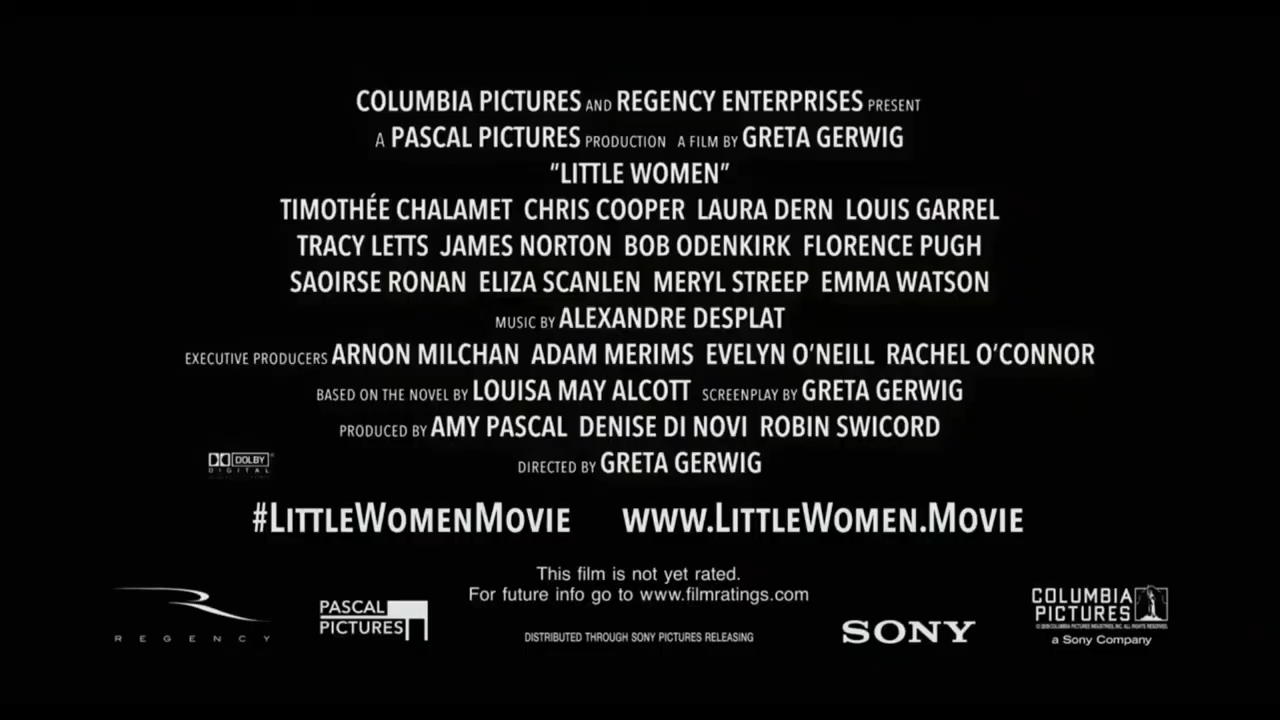 COLUMBIA PICTURES AND REGENCY ENTERPRISES PRESENT
A PASCAL PICTURES PRODUCTION A FILM BY GRETA GERWIG
“LITTLE WOMEN”
TIMOTHÉE CHALAMET CHRIS COOPER LAURA DERN LOUIS GARREL
TRACY LETTS JAMES NORTON BOB ODENKIRK FLORENCE PUGH
SAOIRSE RONAN ELIZA SCANLEN MERYL STREEP EMMA WATSON
MUSIC BY ALEXANDRE DESPLAT
EXECUTIVE PRODUCERS ARNON MILCHAN ADAM MERIMS EVELYN O’NEILL RACHEL O’CONNOR
BASED ON THE NOVEL BY LOUISA MAY ALCOTT SCREENPLAY BY GRETA GERWIG
PRODUCED BY AMY PASCAL DENISE DI NOVI ROBIN SWICORD
DOLBY
DIGITAL
DIRECTED BY GRETA GERWIG
#LITTLEWOMENMOVIE WWW.LITTLEWOMEN.MOVIE
This film is not yet rated.
For future info go to www.filmratings.com
REGENCY
PASCAL
PICTURES
DISTRIBUTED THROUGH SONY PICTURES RELEASING
SONY
COLUMBIA
PICTURES
a Sony Company